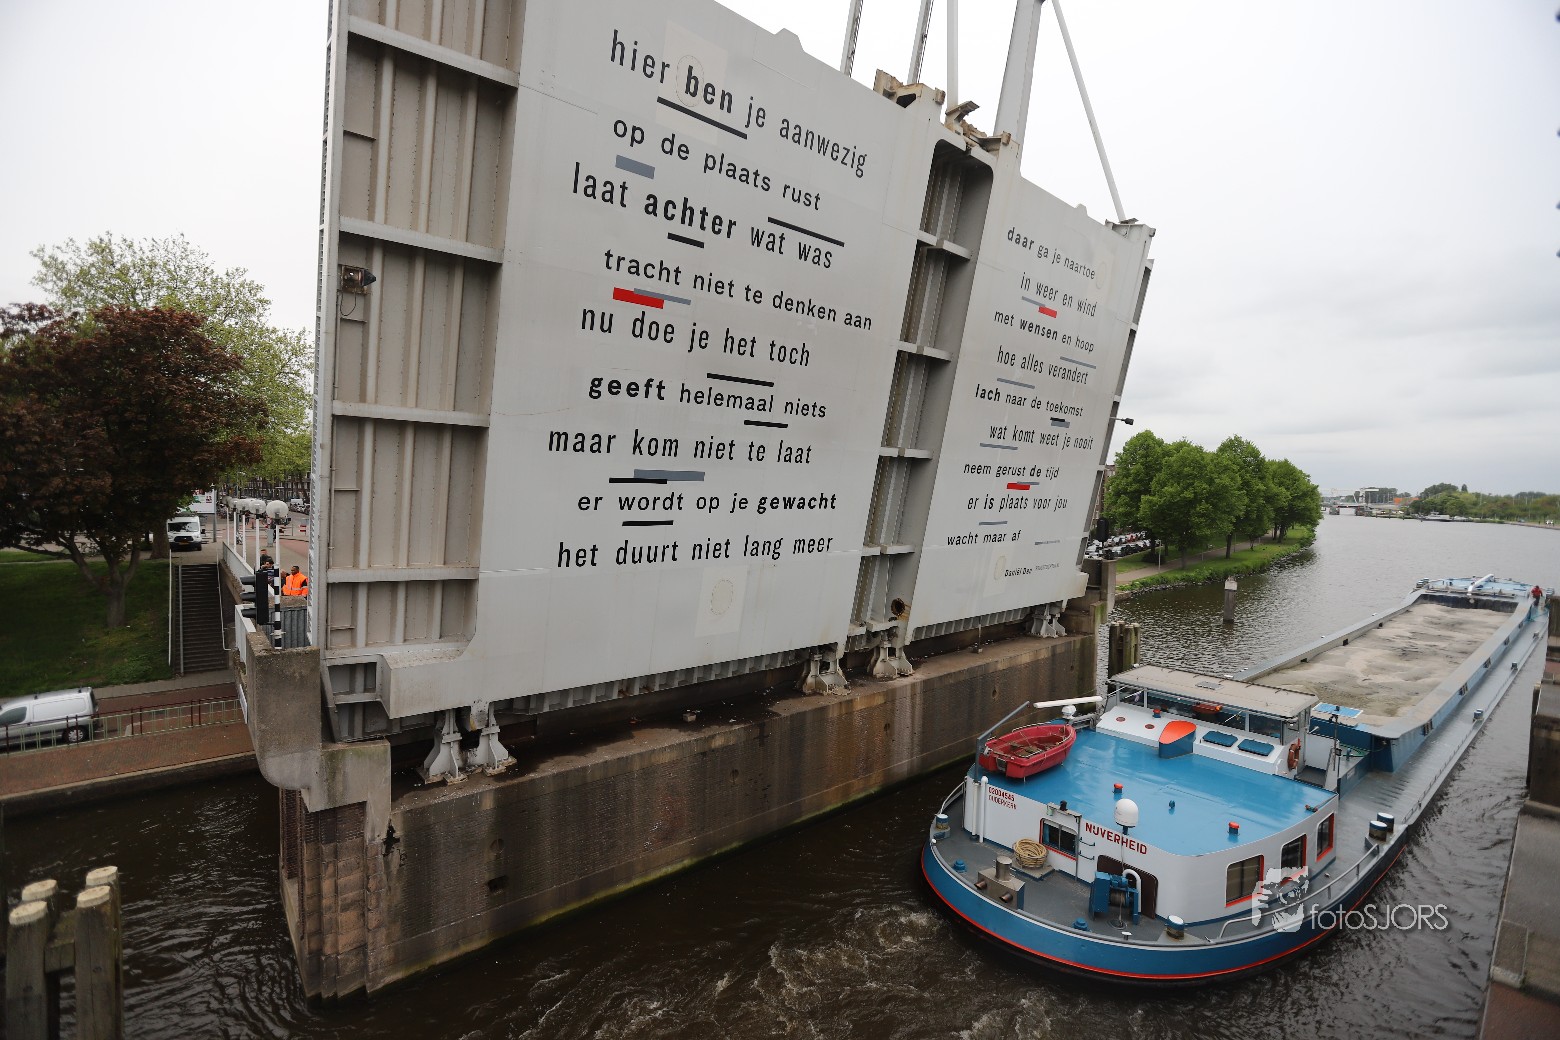 hier ben je aanwezig
op de plaats rust
laat achter wat was
tracht niet te denken aan
nu doe je het toch
geeft helemaal niets
maar kom niet te laat
er wordt op je gewacht
het duurt niet lang meer
daar ga je naartoe
in weer en wind
met wensen en hoop
hoe alles verandert
lach naar de toekomst
wat komt weet je nooit
neem gerust de tijd
er is plaats voor jou
wacht maar af
Daniël Dee
02004545
OUDERKERK
NIJVERHEID
fotoSJORS